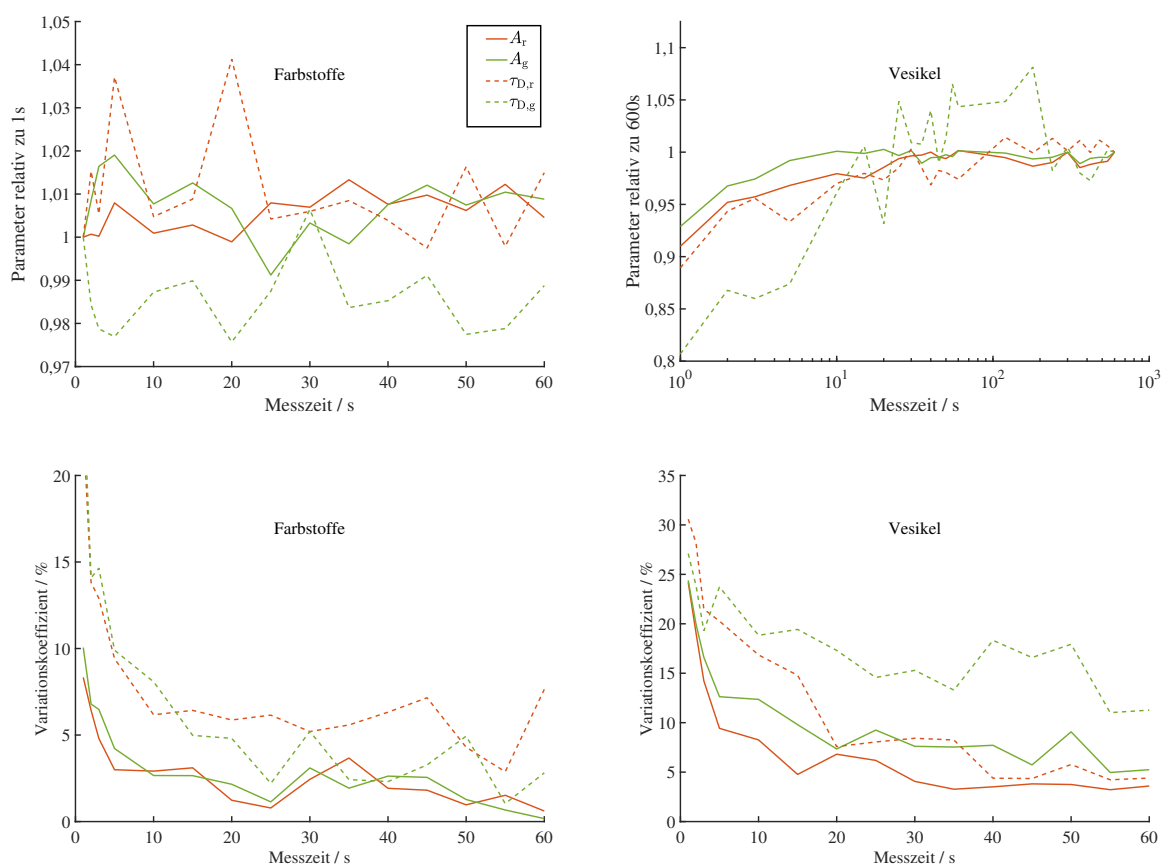 1,05
1,04
1,03
1,02
1,01
1
0,99
0,98
0,97
Parameter relativ zu 1s
Farbstoffe
A_r
A_g
τ_D,r
τ_D,g
0 10 20 30 40 50 60
Messzeit / s
1,1
1,05
1
0,95
0,9
0,85
0,8
Parameter relativ zu 600s
Vesikel
10^0 10^1 10^2 10^3
Messzeit / s
20
15
10
5
0
Variationskoeffizient / %
Farbstoffe
0 10 20 30 40 50 60
Messzeit / s
35
30
25
20
15
10
5
0
Variationskoeffizient / %
Vesikel
0 10 20 30 40 50 60
Messzeit / s